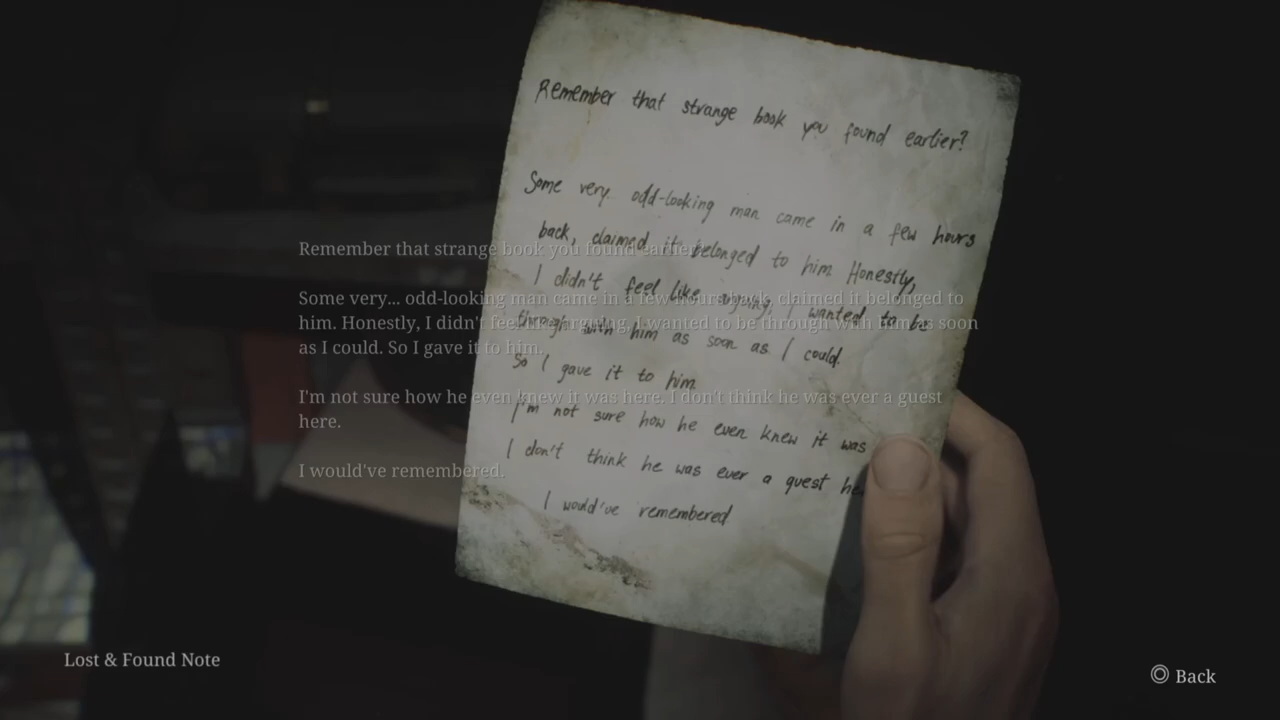 Remember that strange book you found earlier?
Some very odd-looking man came in a few hours
back, claimed it belonged to him. Honestly,
I didn't feel like arguing, I wanted to be
through with him as soon as I could.
So I gave it to him.
I'm not sure how he even knew it was
I don't think he was ever a guest
I would've remembered
Remember that strange book you found earlier?
Some very... odd-looking man came in a few hours back, claimed it belonged to
him. Honestly, I didn't feel like arguing, I wanted to be through with him as soon
as I could. So I gave it to him.
I'm not sure how he even knew it was here. I don't think he was ever a guest
here.
I would've remembered.
Lost & Found Note
Back